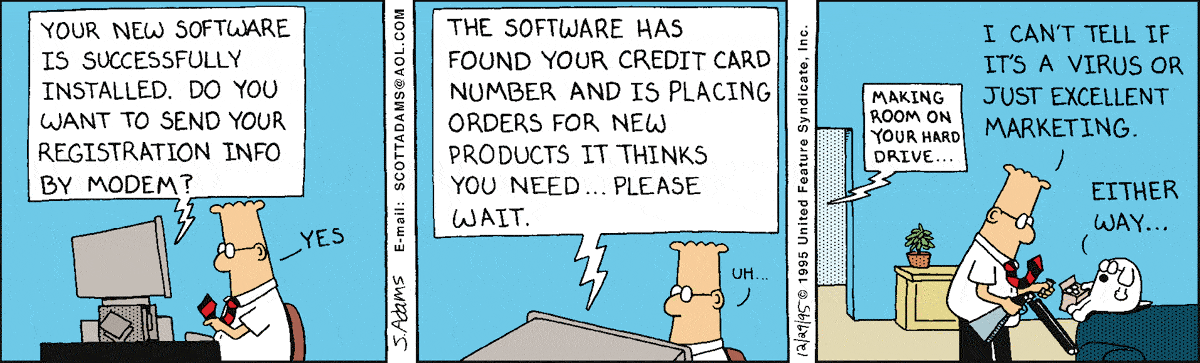 YOUR NEW SOFTWARE
IS SUCCESSFULLY
INSTALLED. DO YOU
WANT TO SEND YOUR
REGISTRATION INFO
BY MODEM?
YES
S. Adams
E-mail: SCOTTADAMS@AOL.COM
THE SOFTWARE HAS
FOUND YOUR CREDIT CARD
NUMBER AND IS PLACING
ORDERS FOR NEW
PRODUCTS IT THINKS
YOU NEED... PLEASE
WAIT.
UH...
12/29/95 © 1995 United Feature Syndicate, Inc.
MAKING
ROOM ON
YOUR HARD
DRIVE...
I CAN'T TELL IF
IT'S A VIRUS OR
JUST EXCELLENT
MARKETING.
EITHER
WAY...